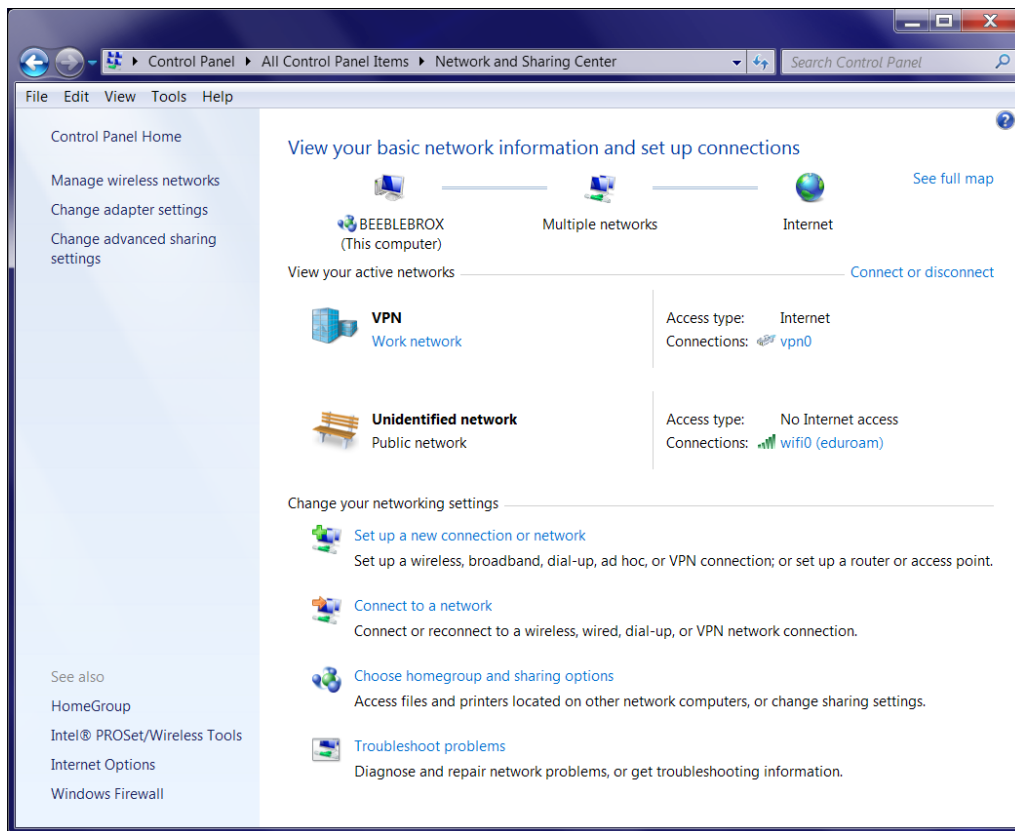 Control Panel ▸ All Control Panel Items ▸ Network and Sharing Center
Search Control Panel
File Edit View Tools Help
Control Panel Home
Manage wireless networks
Change adapter settings
Change advanced sharing
settings
See also
HomeGroup
Intel® PROSet/Wireless Tools
Internet Options
Windows Firewall
View your basic network information and set up connections
See full map
BEEBLEBROX
(This computer)
Multiple networks
Internet
View your active networks
Connect or disconnect
VPN
Work network
Access type: Internet
Connections: vpn0
Unidentified network
Public network
Access type: No Internet access
Connections: wifi0 (eduroam)
Change your networking settings
Set up a new connection or network
Set up a wireless, broadband, dial-up, ad hoc, or VPN connection; or set up a router or access point.
Connect to a network
Connect or reconnect to a wireless, wired, dial-up, or VPN network connection.
Choose homegroup and sharing options
Access files and printers located on other network computers, or change sharing settings.
Troubleshoot problems
Diagnose and repair network problems, or get troubleshooting information.